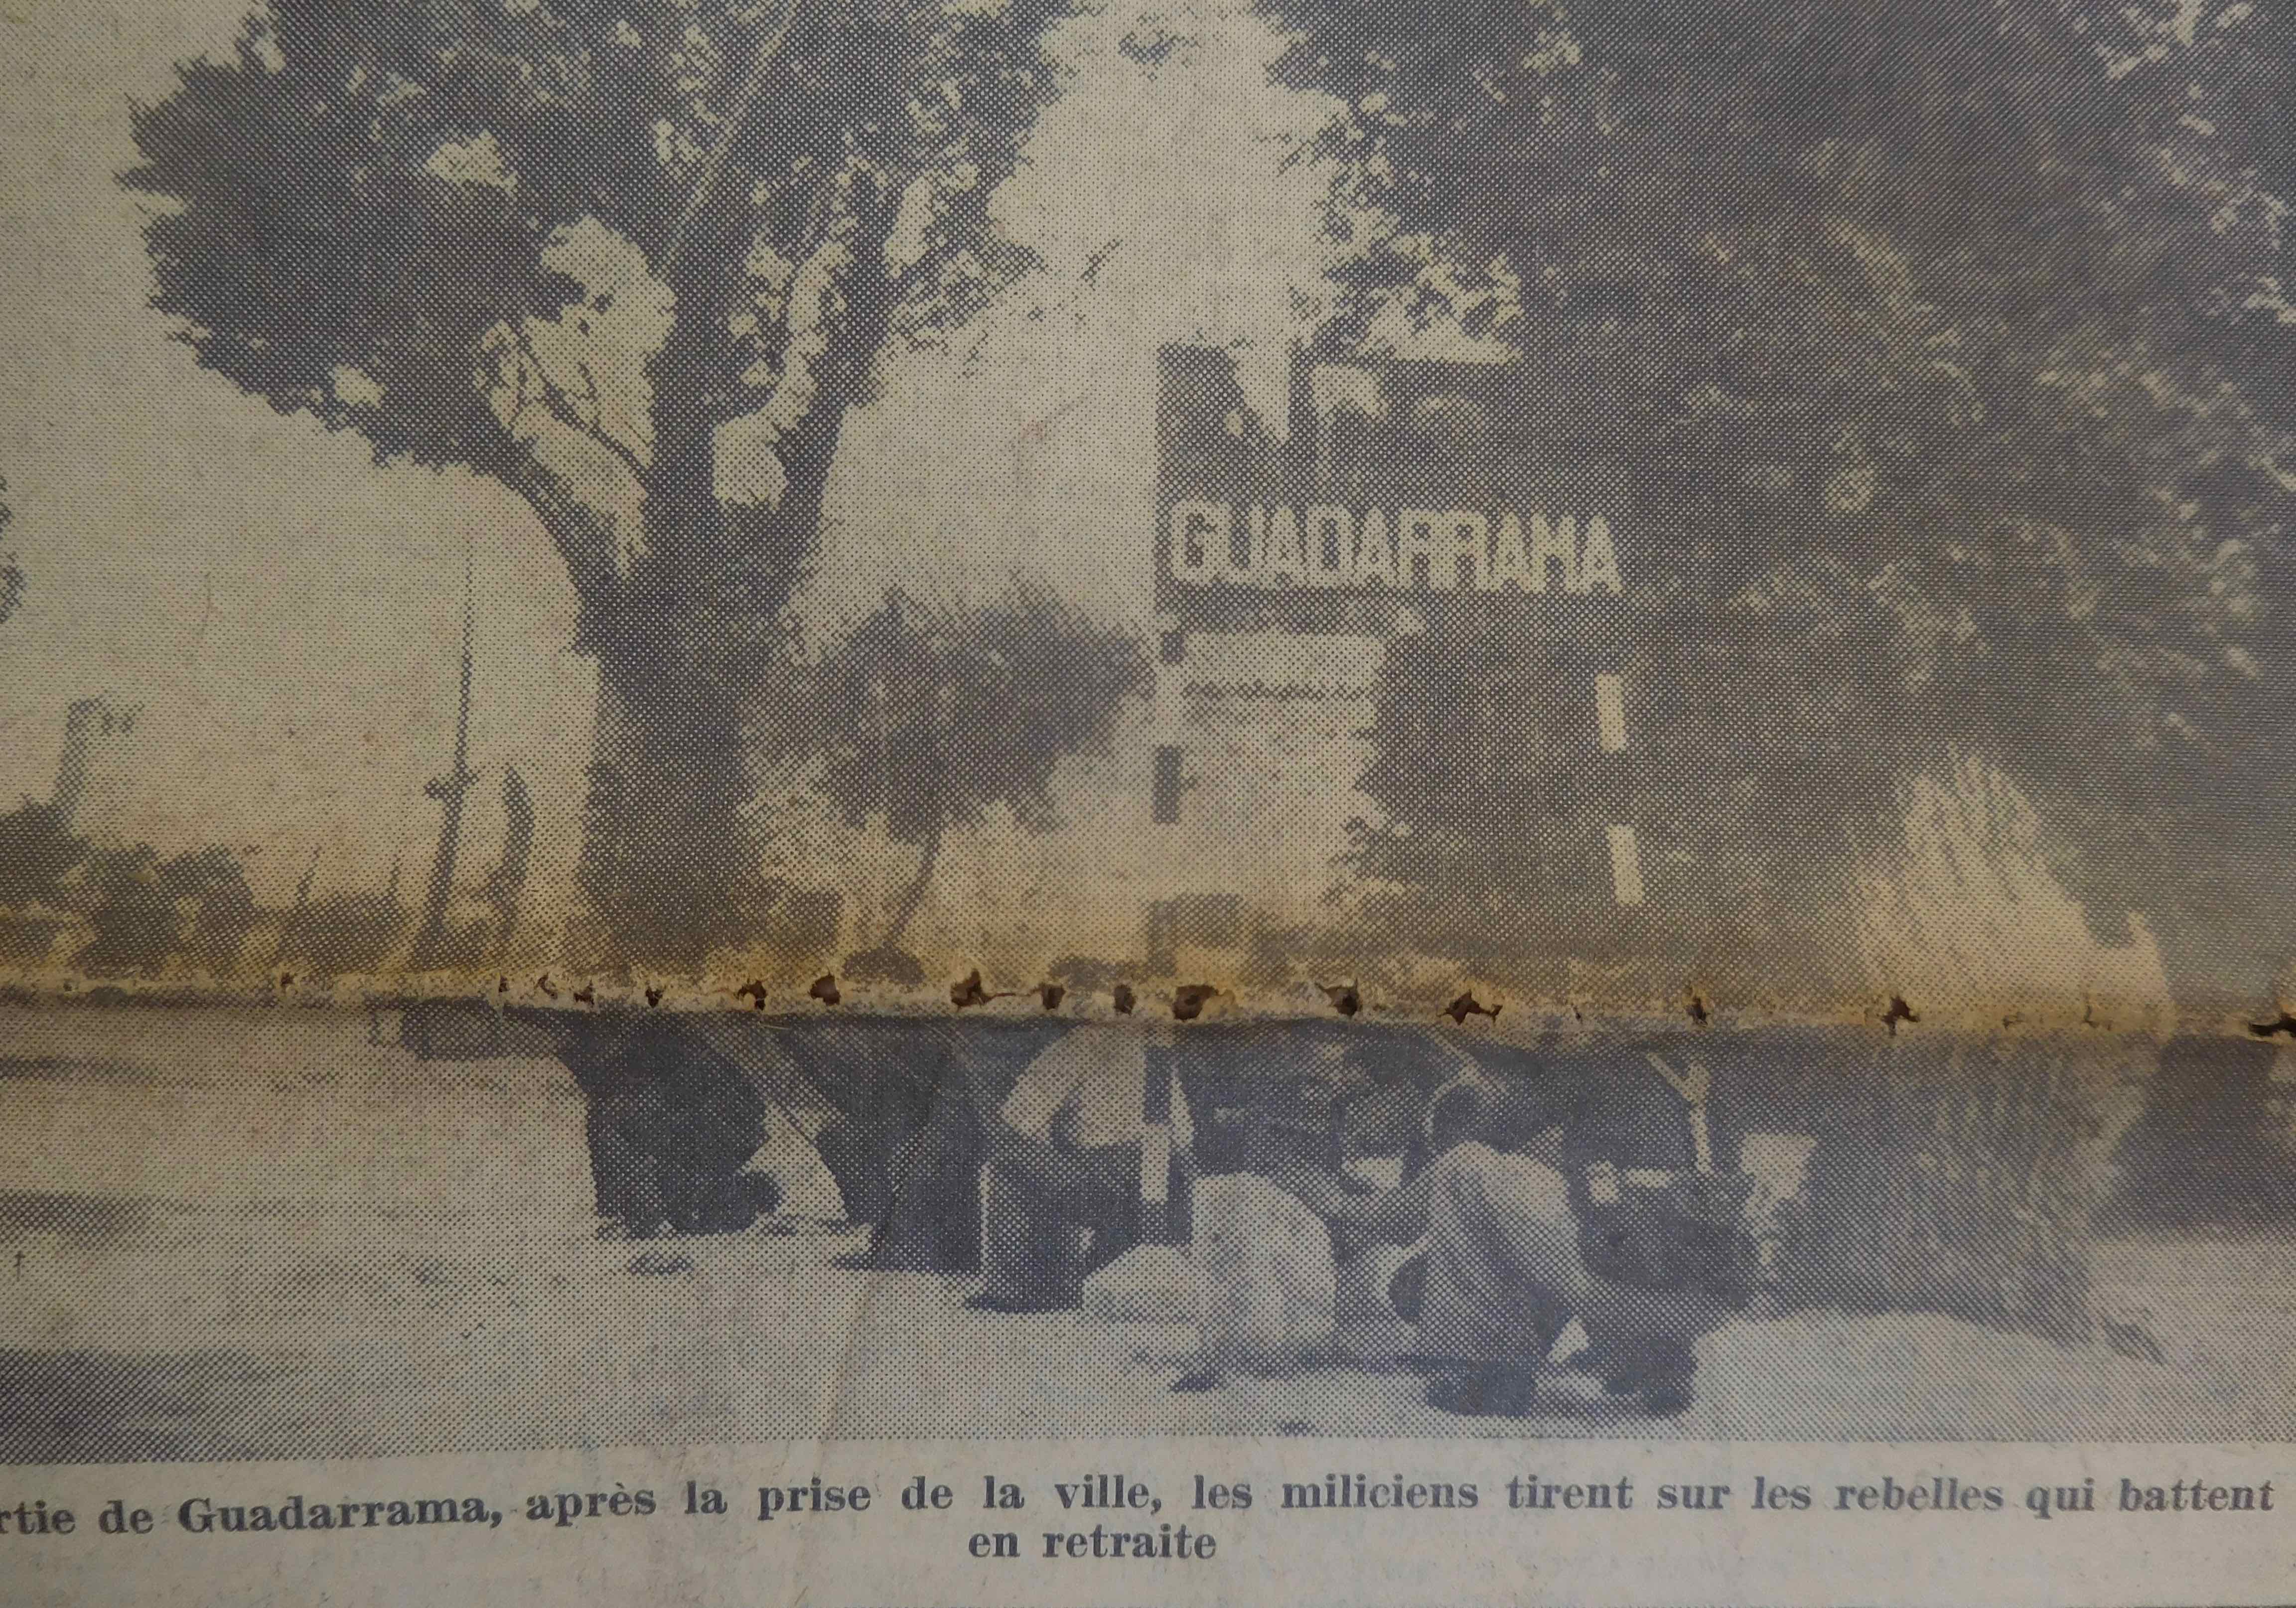 GUADARRAMA
rtie de Guadarrama, après la prise de la ville, les miliciens tirent sur les rebelles qui battent
en retraite